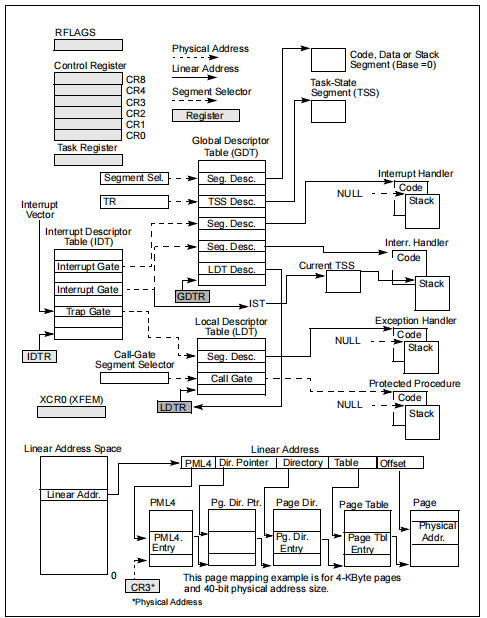 RFLAGS
Control Register
CR8
CR4
CR3
CR2
CR1
CR0
Task Register
Physical Address
Linear Address
Segment Selector
Register
Code, Data or Stack
Segment (Base =0)
Task-State
Segment (TSS)
Global Descriptor
Table (GDT)
Segment Sel.
Seg. Desc.
TR
TSS Desc.
Seg. Desc.
Seg. Desc.
LDT Desc.
GDTR
Interrupt Handler
Code
NULL
Stack
Interrupt
Vector
Interrupt Descriptor
Table (IDT)
Interrupt Gate
Interrupt Gate
Trap Gate
IDTR
Interr. Handler
Code
Current TSS
Stack
IST
Local Descriptor
Table (LDT)
Seg. Desc.
Call-Gate
Segment Selector
Call Gate
XCR0 (XFEM)
LDTR
Exception Handler
Code
NULL
Stack
Protected Procedure
Code
NULL
Stack
Linear Address Space
Linear Addr.
0
Linear Address
PML4 Dir. Pointer Directory Table Offset
PML4
PML4.
Entry
Pg. Dir. Ptr.
Page Dir.
Pg. Dir.
Entry
Page Table
Page Tbl
Entry
Page
Physical
Addr.
CR3*
*Physical Address
This page mapping example is for 4-KByte pages
and 40-bit physical address size.